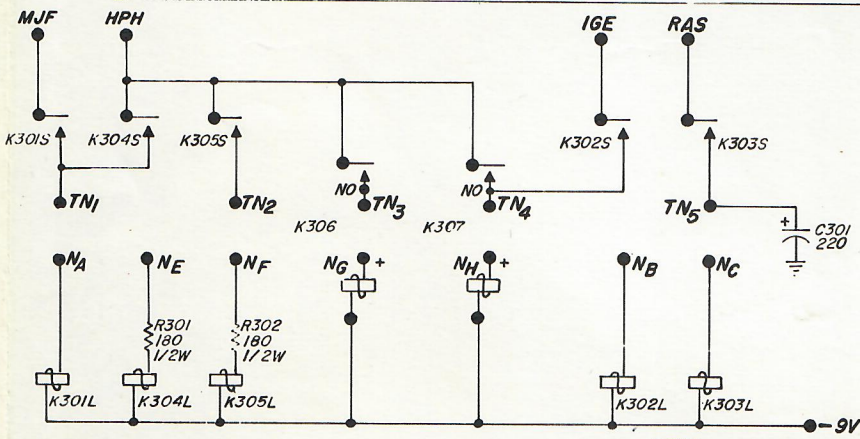 MJF HPH IGE RAS
K301S K304S K305S K302S K303S
NO NO
TN1 TN2 TN3 TN4 TN5
K306 K307
+ C301
220
NA NE NF NG + NH + NB NC
R301 R302
180 180
1/2W 1/2W
K301L K304L K305L K302L K303L
-9V